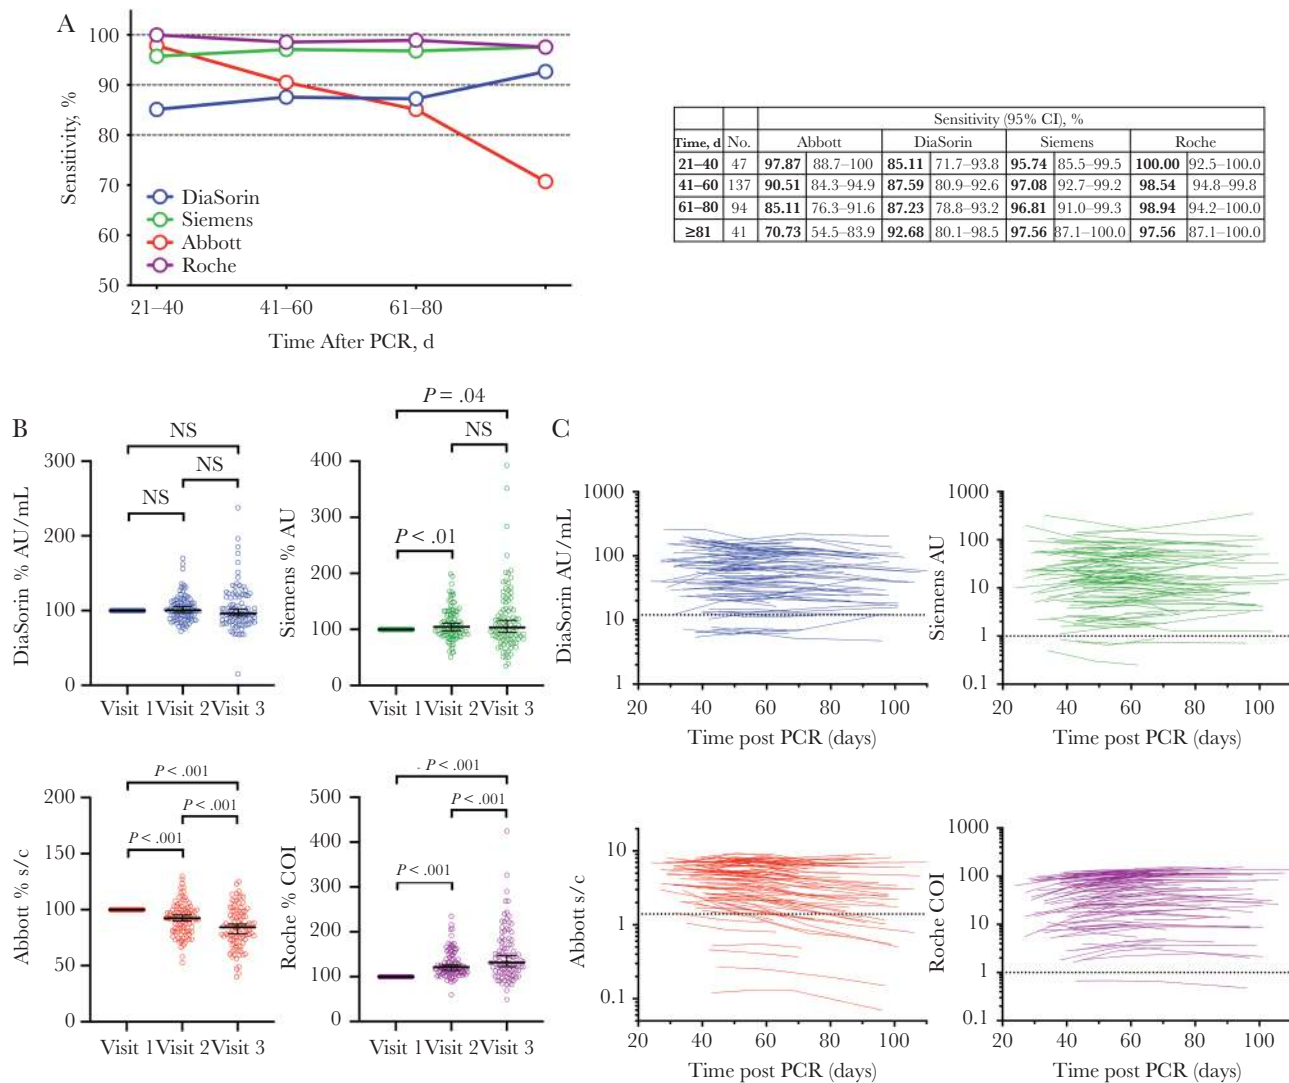 A
100
90
80
70
60
50
Sensitivity, %
DiaSorin
Siemens
Abbott
Roche
21–40
41–60
61–80
Time After PCR, d
Sensitivity (95% CI), %
Time, d No. Abbott DiaSorin Siemens Roche
21–40 47 97.87 88.7–100 85.11 71.7–93.8 95.74 85.5–99.5 100.00 92.5–100.0
41–60 137 90.51 84.3–94.9 87.59 80.9–92.6 97.08 92.7–99.2 98.54 94.8–99.8
61–80 94 85.11 76.3–91.6 87.23 78.8–93.2 96.81 91.0–99.3 98.94 94.2–100.0
≥81 41 70.73 54.5–83.9 92.68 80.1–98.5 97.56 87.1–100.0 97.56 87.1–100.0
B
NS
NS
NS
300
200
100
0
DiaSorin % AU/mL
Visit 1 Visit 2 Visit 3
P = .04
NS
P < .01
400
300
200
100
0
Siemens % AU
Visit 1 Visit 2 Visit 3
P < .001
P < .001
P < .001
200
150
100
50
0
Abbott % s/c
Visit 1 Visit 2 Visit 3
P < .001
P < .001
P < .001
500
400
300
200
100
0
Roche % COI
Visit 1 Visit 2 Visit 3
C
1000
100
10
1
DiaSorin AU/mL
20 40 60 80 100
Time post PCR (days)
1000
100
10
1
0.1
Siemens AU
20 40 60 80 100
Time post PCR (days)
10
1
0.1
Abbott s/c
20 40 60 80 100
Time post PCR (days)
1000
100
10
1
0.1
Roche COI
20 40 60 80 100
Time post PCR (days)